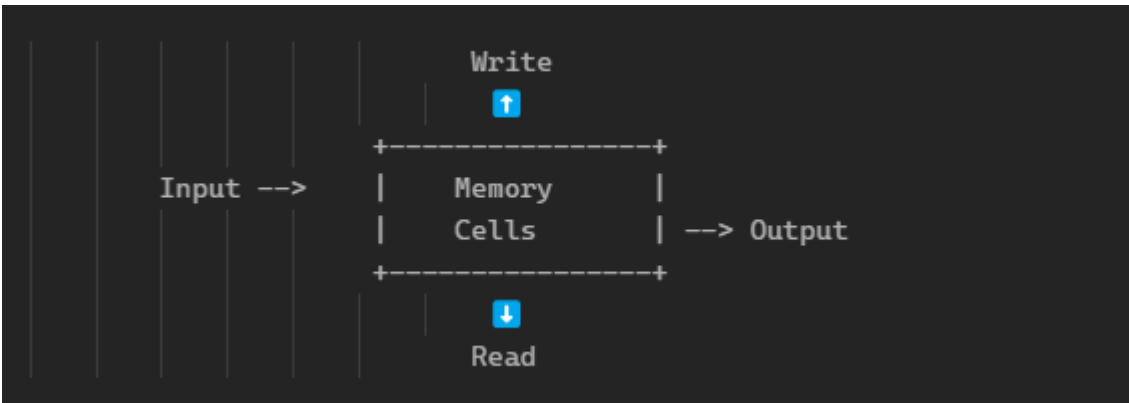 Write
⬆️
+----------------+
Input --> | Memory |
| Cells | --> Output
+----------------+
⬇️
Read